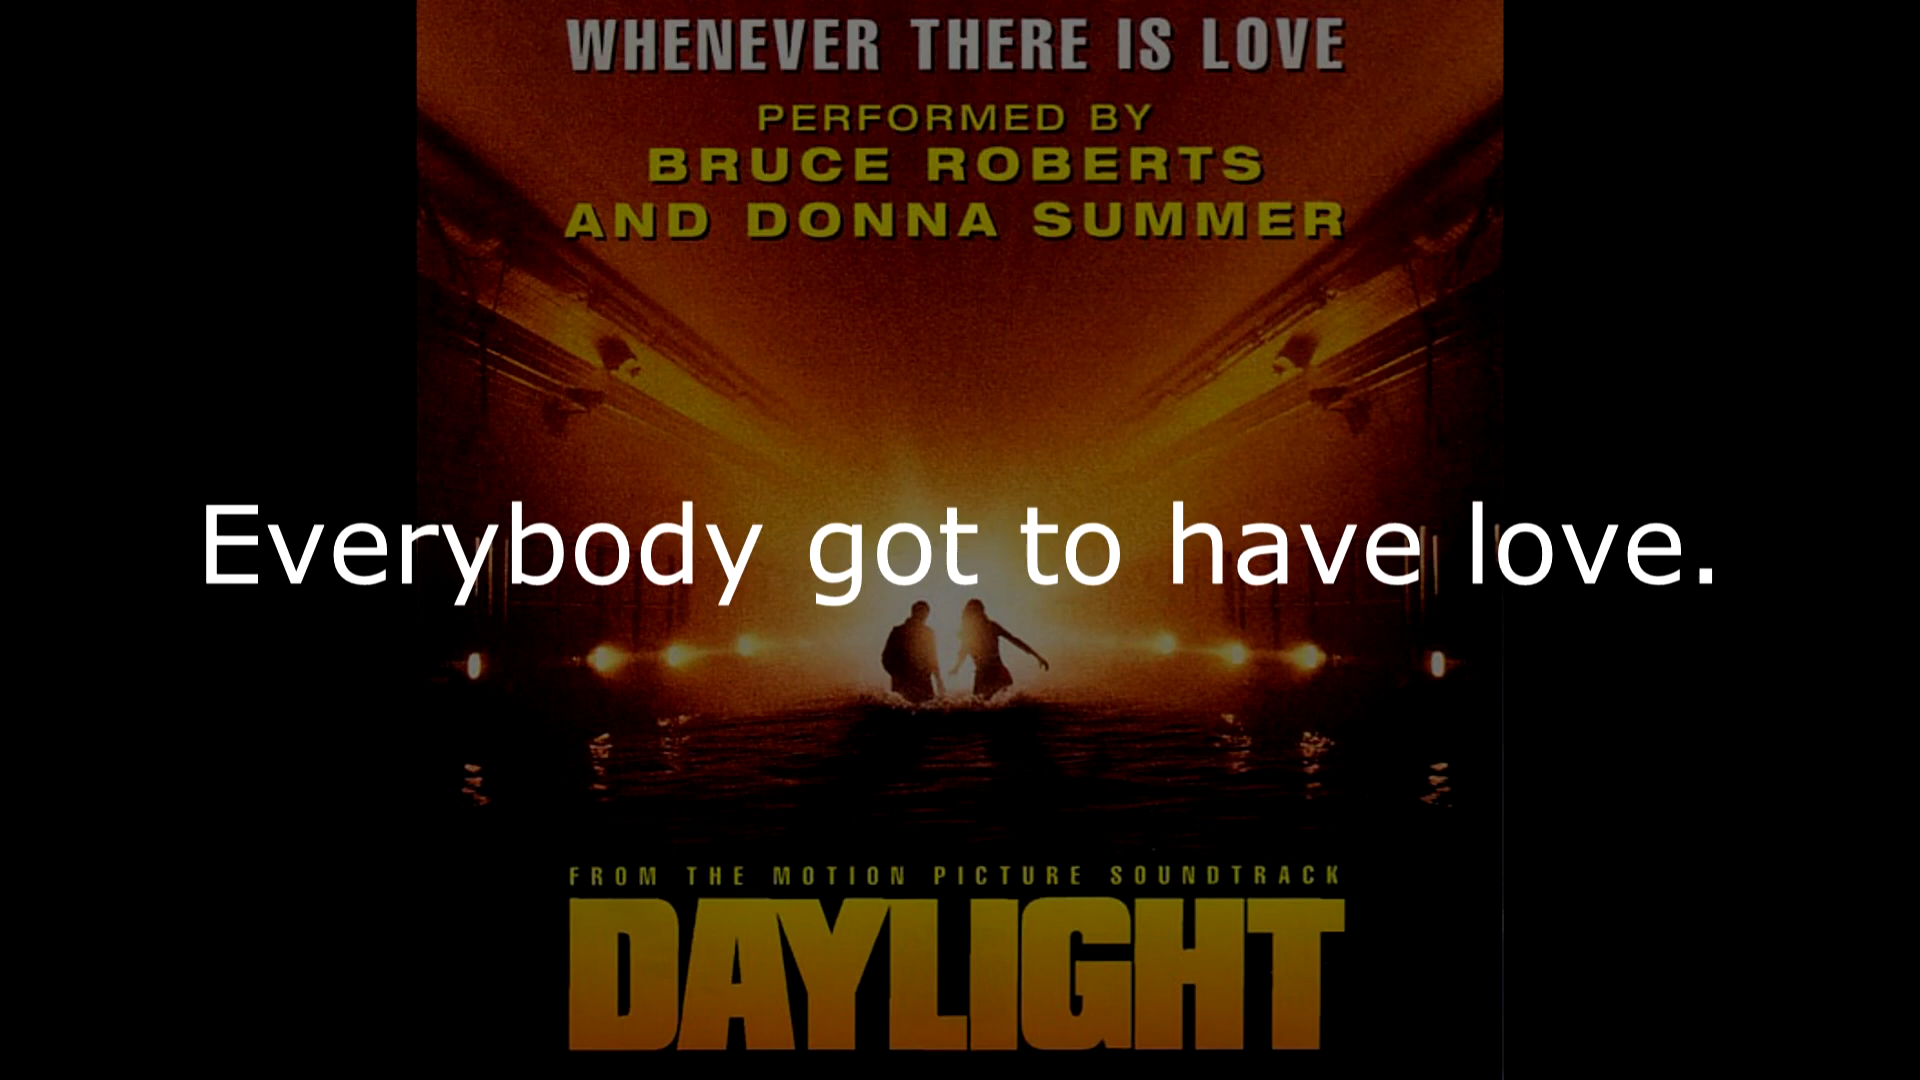 WHENEVER THERE IS LOVE
PERFORMED BY
BRUCE ROBERTS
AND DONNA SUMMER
Everybody got to have love.
FROM THE MOTION PICTURE SOUNDTRACK
DAYLIGHT